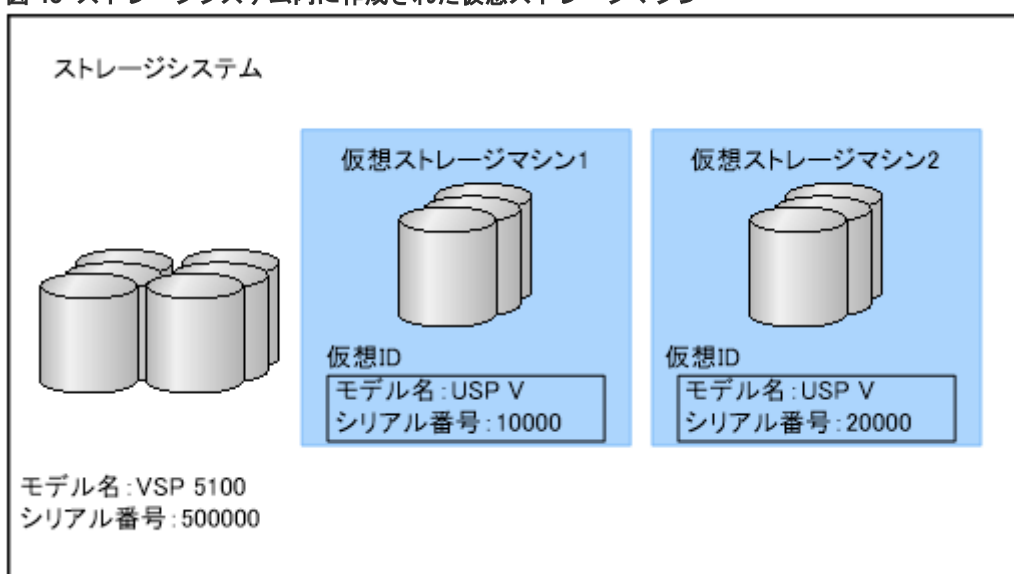 ストレージシステム
仮想ストレージマシン1
仮想ストレージマシン2
仮想ID
モデル名:USP V
シリアル番号:10000
仮想ID
モデル名:USP V
シリアル番号:20000
モデル名:VSP 5100
シリアル番号:500000